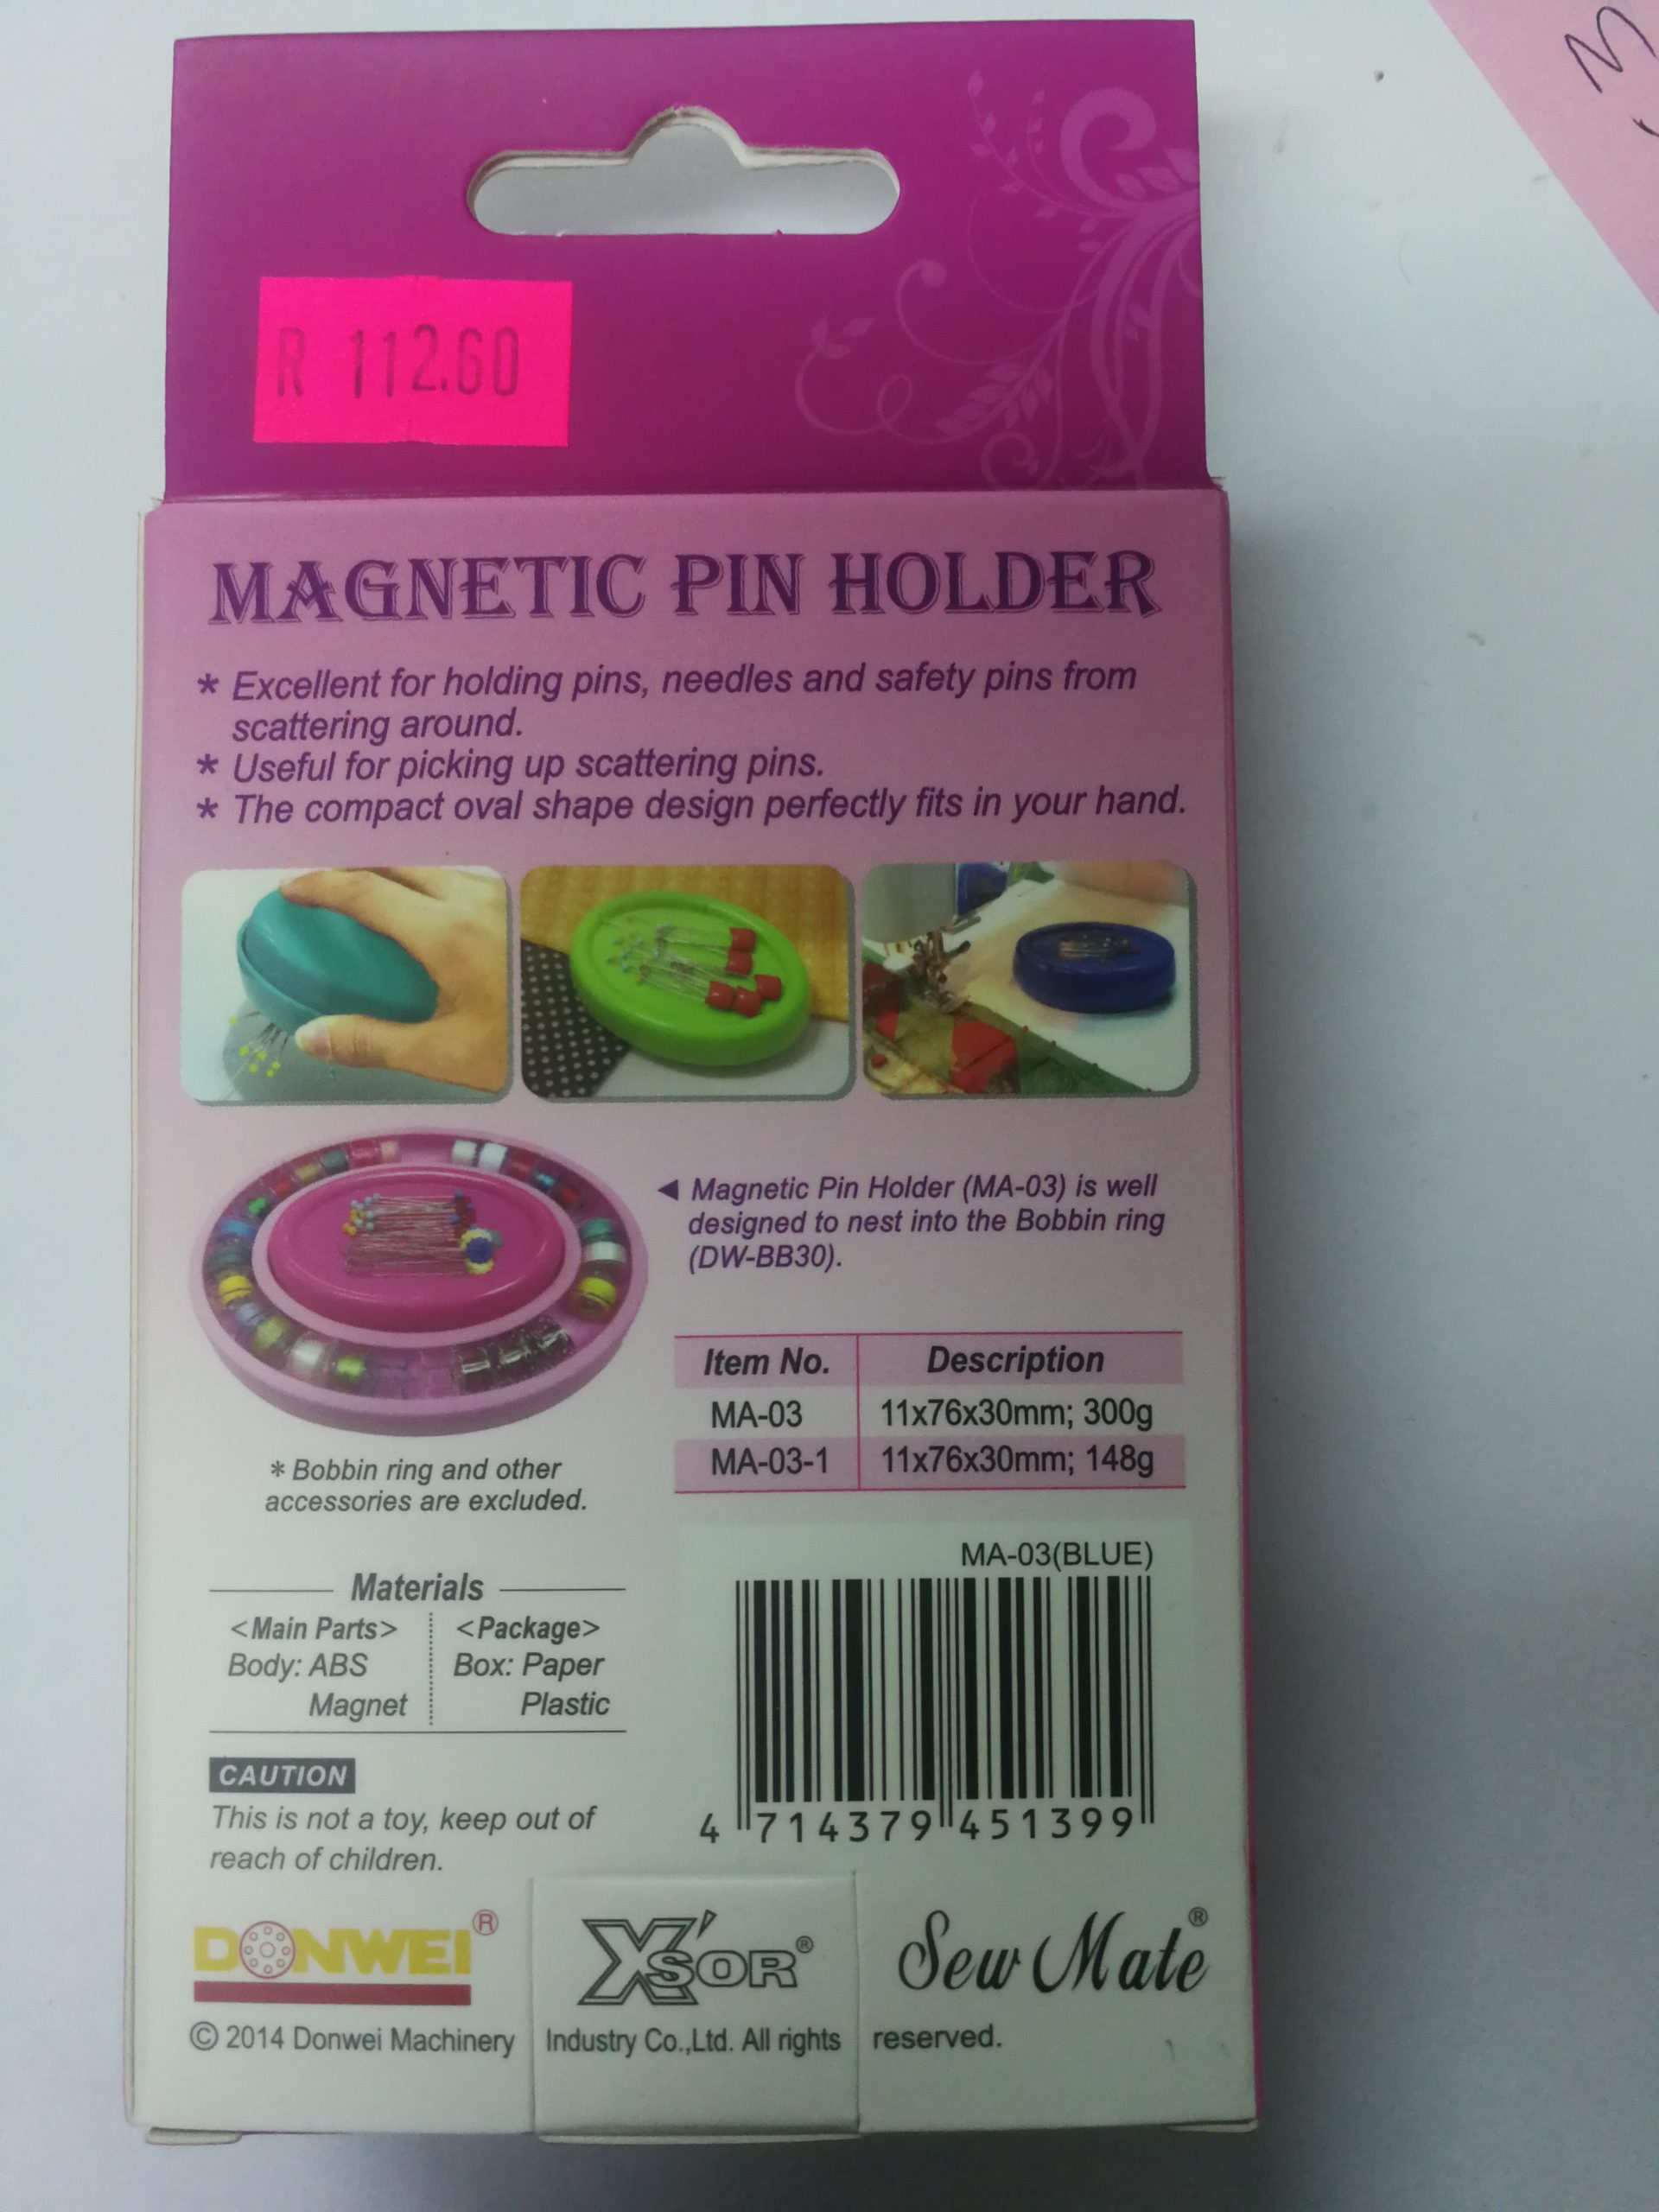 R 112.60
MAGNETIC PIN HOLDER
* Excellent for holding pins, needles and safety pins from
scattering around.
* Useful for picking up scattering pins.
* The compact oval shape design perfectly fits in your hand.
◄ Magnetic Pin Holder (MA-03) is well
designed to nest into the Bobbin ring
(DW-BB30).
Item No. Description
MA-03 11x76x30mm; 300g
MA-03-1 11x76x30mm; 148g
* Bobbin ring and other
accessories are excluded.
MA-03(BLUE)
4 714379 451399
Materials
<Main Parts> <Package>
Body: ABS Box: Paper
Magnet Plastic
CAUTION
This is not a toy, keep out of
reach of children.
DONWEI® X'SOR® Sew Mate®
© 2014 Donwei Machinery Industry Co.,Ltd. All rights reserved.